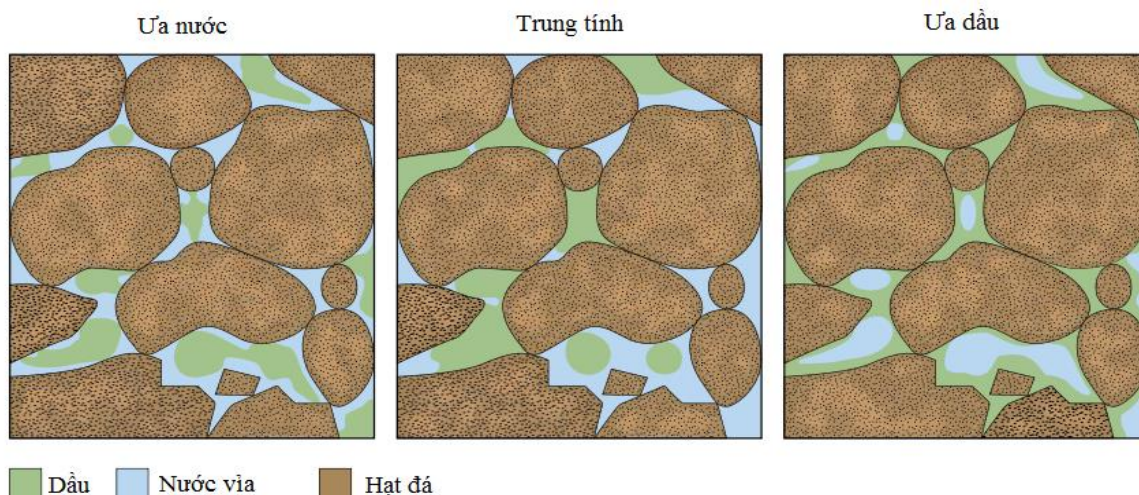 Ưa nước
Trung tính
Ưa dầu
Dầu
Nước vỉa
Hạt đá